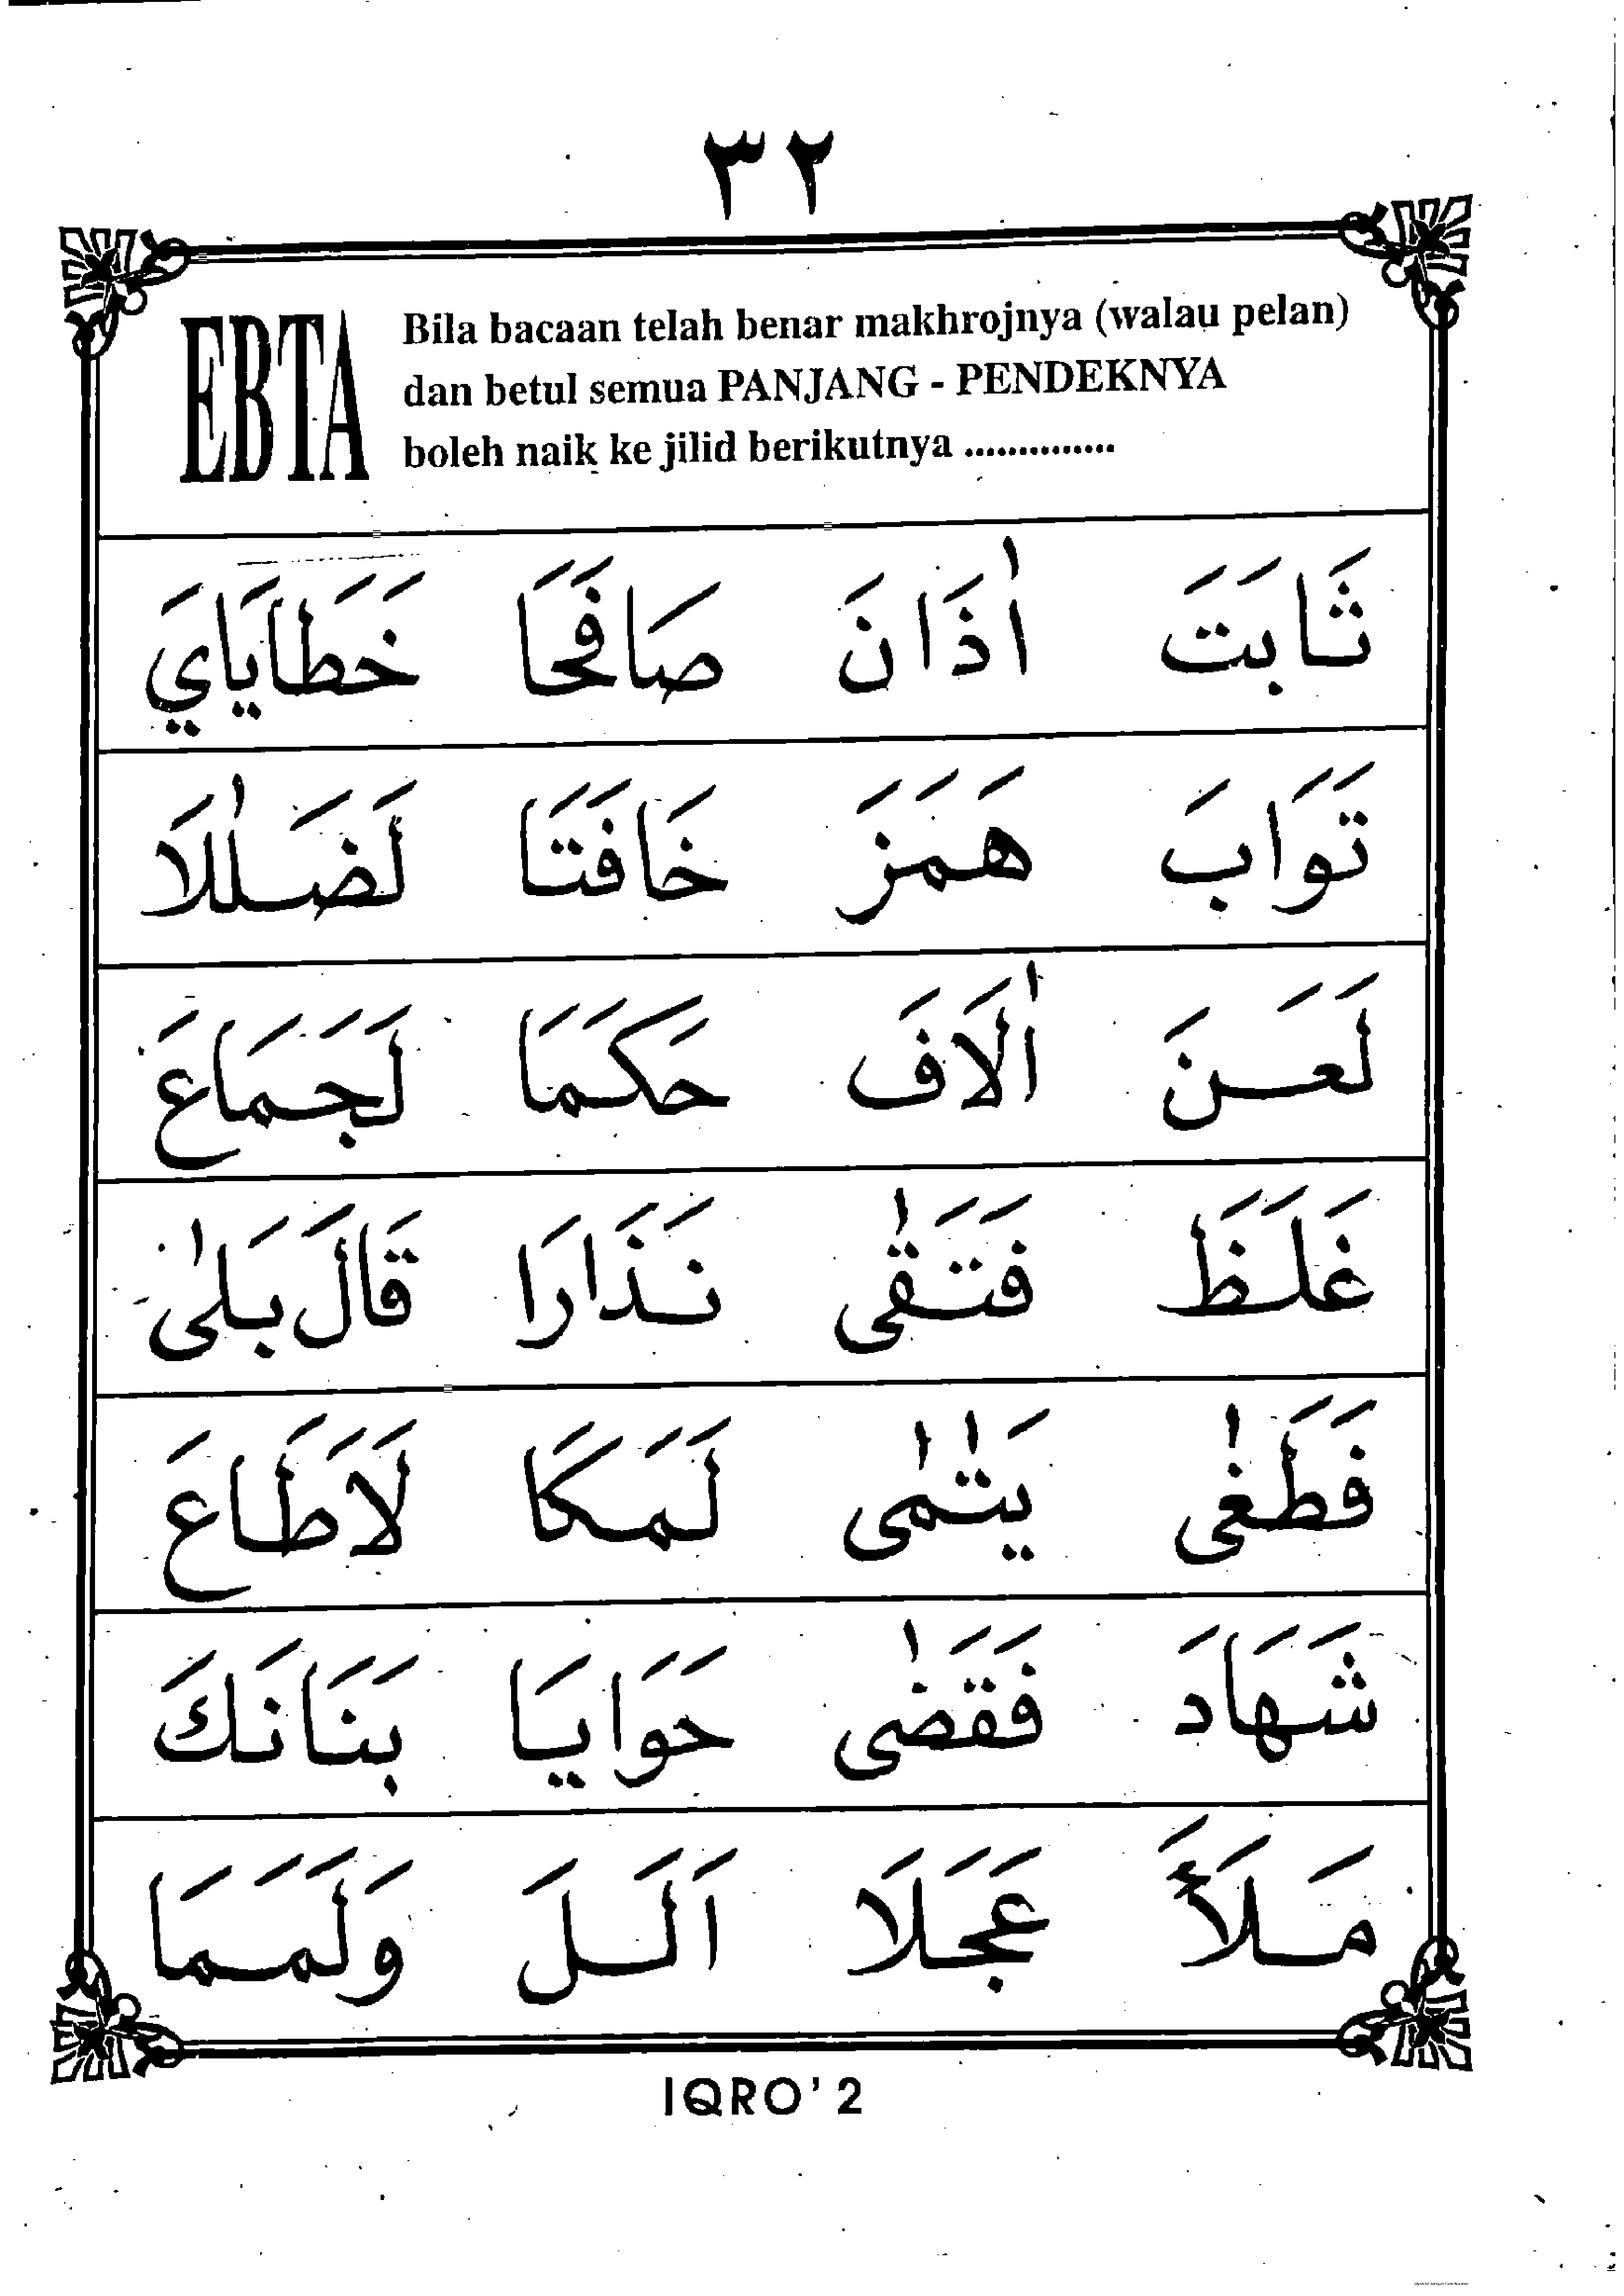 ٣٢
EBTA
Bila bacaan telah benar makhrojnya (walau pelan)
dan betul semua PANJANG - PENDEKNYA
boleh naik ke jilid berikutnya ..............
ثَابَتَ اٰذَانَ صَافَحَا خَطَايَايَ
تَوَابَ هَمَزَ خَافَتَا لَضَلٰلَا
لَعَنَ اٰلَافَ حَكَمَا لَجَمَاعَ
غَلَظَ فَتَقٰى نَذَارَا قَالَ بَلٰى
فَطَغٰى يَتٰمٰى لَمَكَا لَاطَاعَ
شَهَادَ فَقَضٰى حَوَايَا بَنَانَكَ
مَلَأَ عَجَلَا اَلَلَ وَلَمَمَا
IQRO' 2